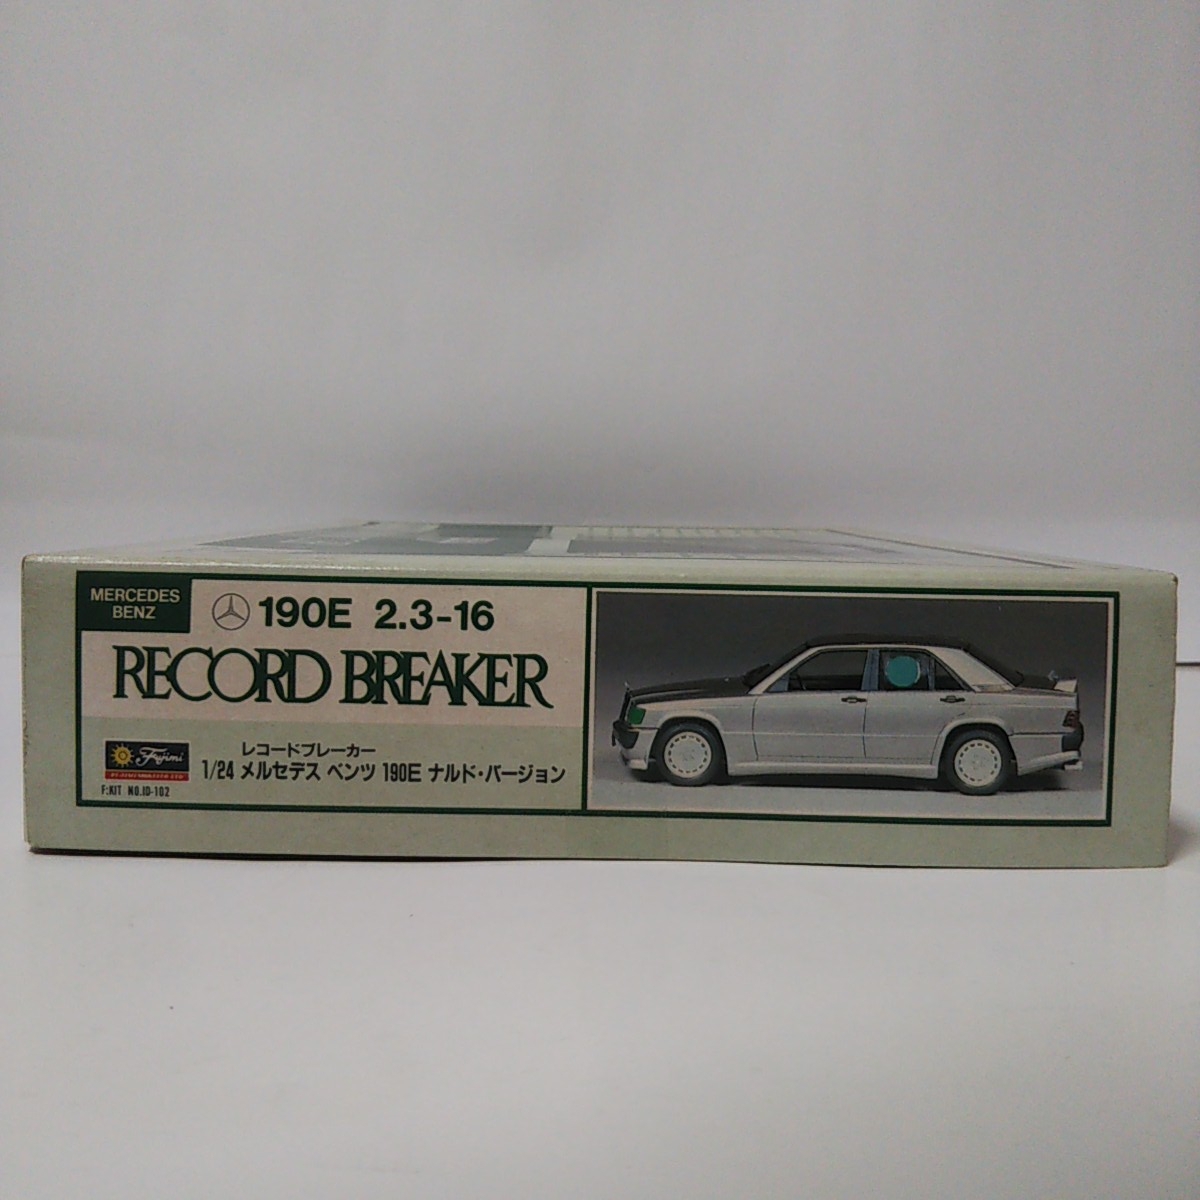 MERCEDES
BENZ
190E 2.3-16
RECORD BREAKER
Fujimi
レコードブレーカー
1/24 メルセデス ベンツ 190E ナルド・バージョン
F:KIT NO.ID-102